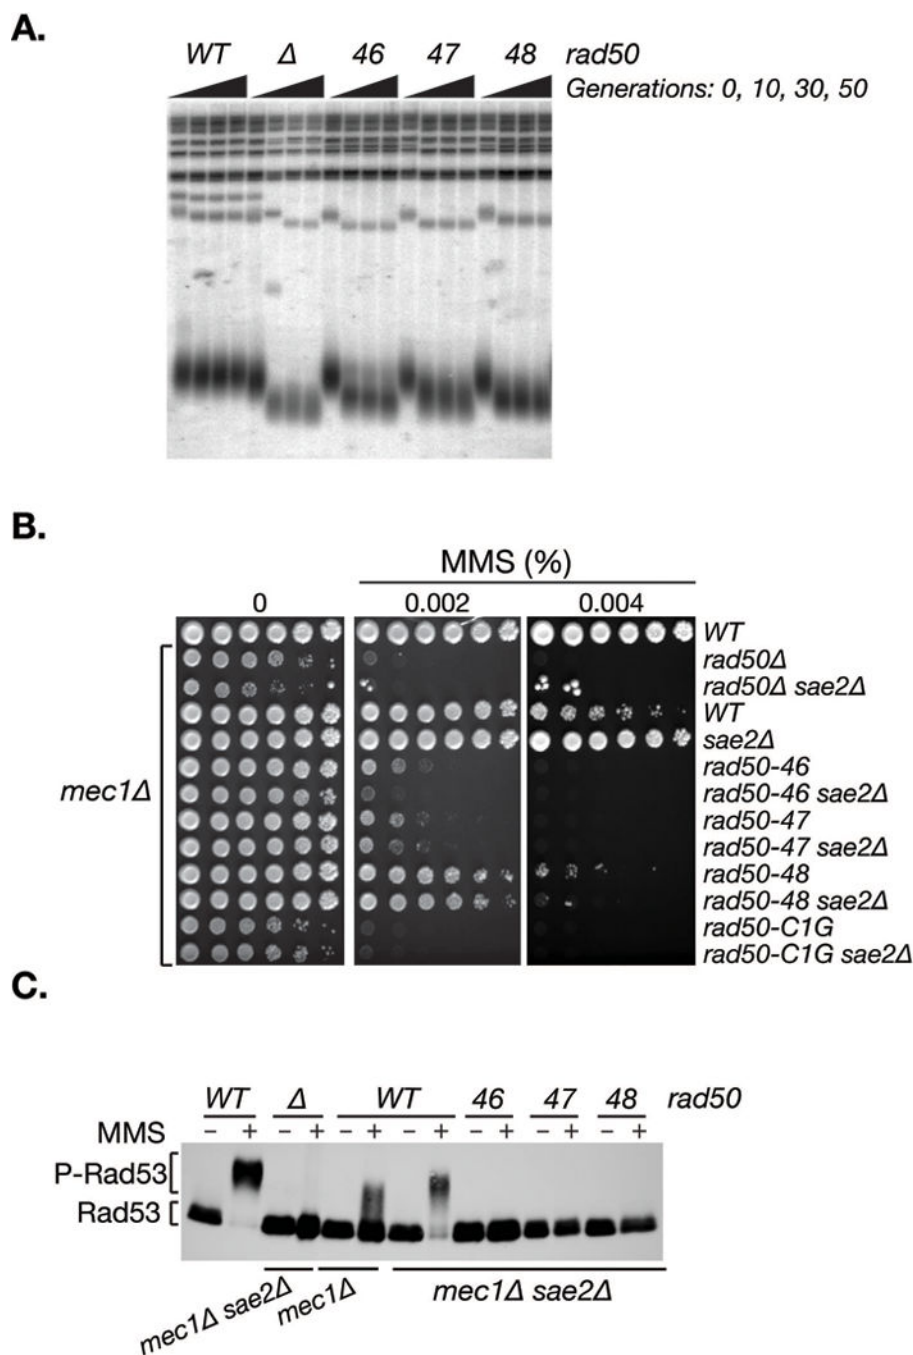 A.
WT Δ 46 47 48 rad50
Generations: 0, 10, 30, 50
B.
MMS (%)
0 0.002 0.004
WT
rad50Δ
rad50Δ sae2Δ
WT
sae2Δ
rad50-46
mec1Δ rad50-46 sae2Δ
rad50-47
rad50-47 sae2Δ
rad50-48
rad50-48 sae2Δ
rad50-C1G
rad50-C1G sae2Δ
C.
WT Δ WT 46 47 48 rad50
MMS – + – + – + – + – + – + – +
P-Rad53
Rad53
mec1Δ sae2Δ mec1Δ mec1Δ sae2Δ